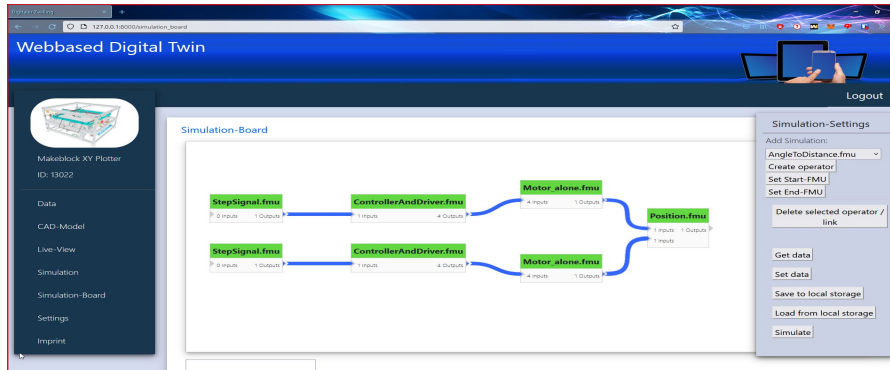 DigitalerZwilling
127.0.0.1:8000/simulation_board
Webbased Digital Twin
Logout
Makeblock XY Plotter
ID: 13022
Data
CAD-Model
Live-View
Simulation
Simulation-Board
Settings
Imprint
Simulation-Board
StepSignal.fmu
0 Inputs 1 Outputs
ControllerAndDriver.fmu
1 Inputs 4 Outputs
Motor_alone.fmu
4 Inputs 1 Outputs
Position.fmu
1 Inputs 1 Outputs
1 Inputs
StepSignal.fmu
0 Inputs 1 Outputs
ControllerAndDriver.fmu
1 Inputs 4 Outputs
Motor_alone.fmu
4 Inputs 1 Outputs
Simulation-Settings
Add Simulation:
AngleToDistance.fmu
Create operator
Set Start-FMU
Set End-FMU
Delete selected operator /
link
Get data
Set data
Save to local storage
Load from local storage
Simulate